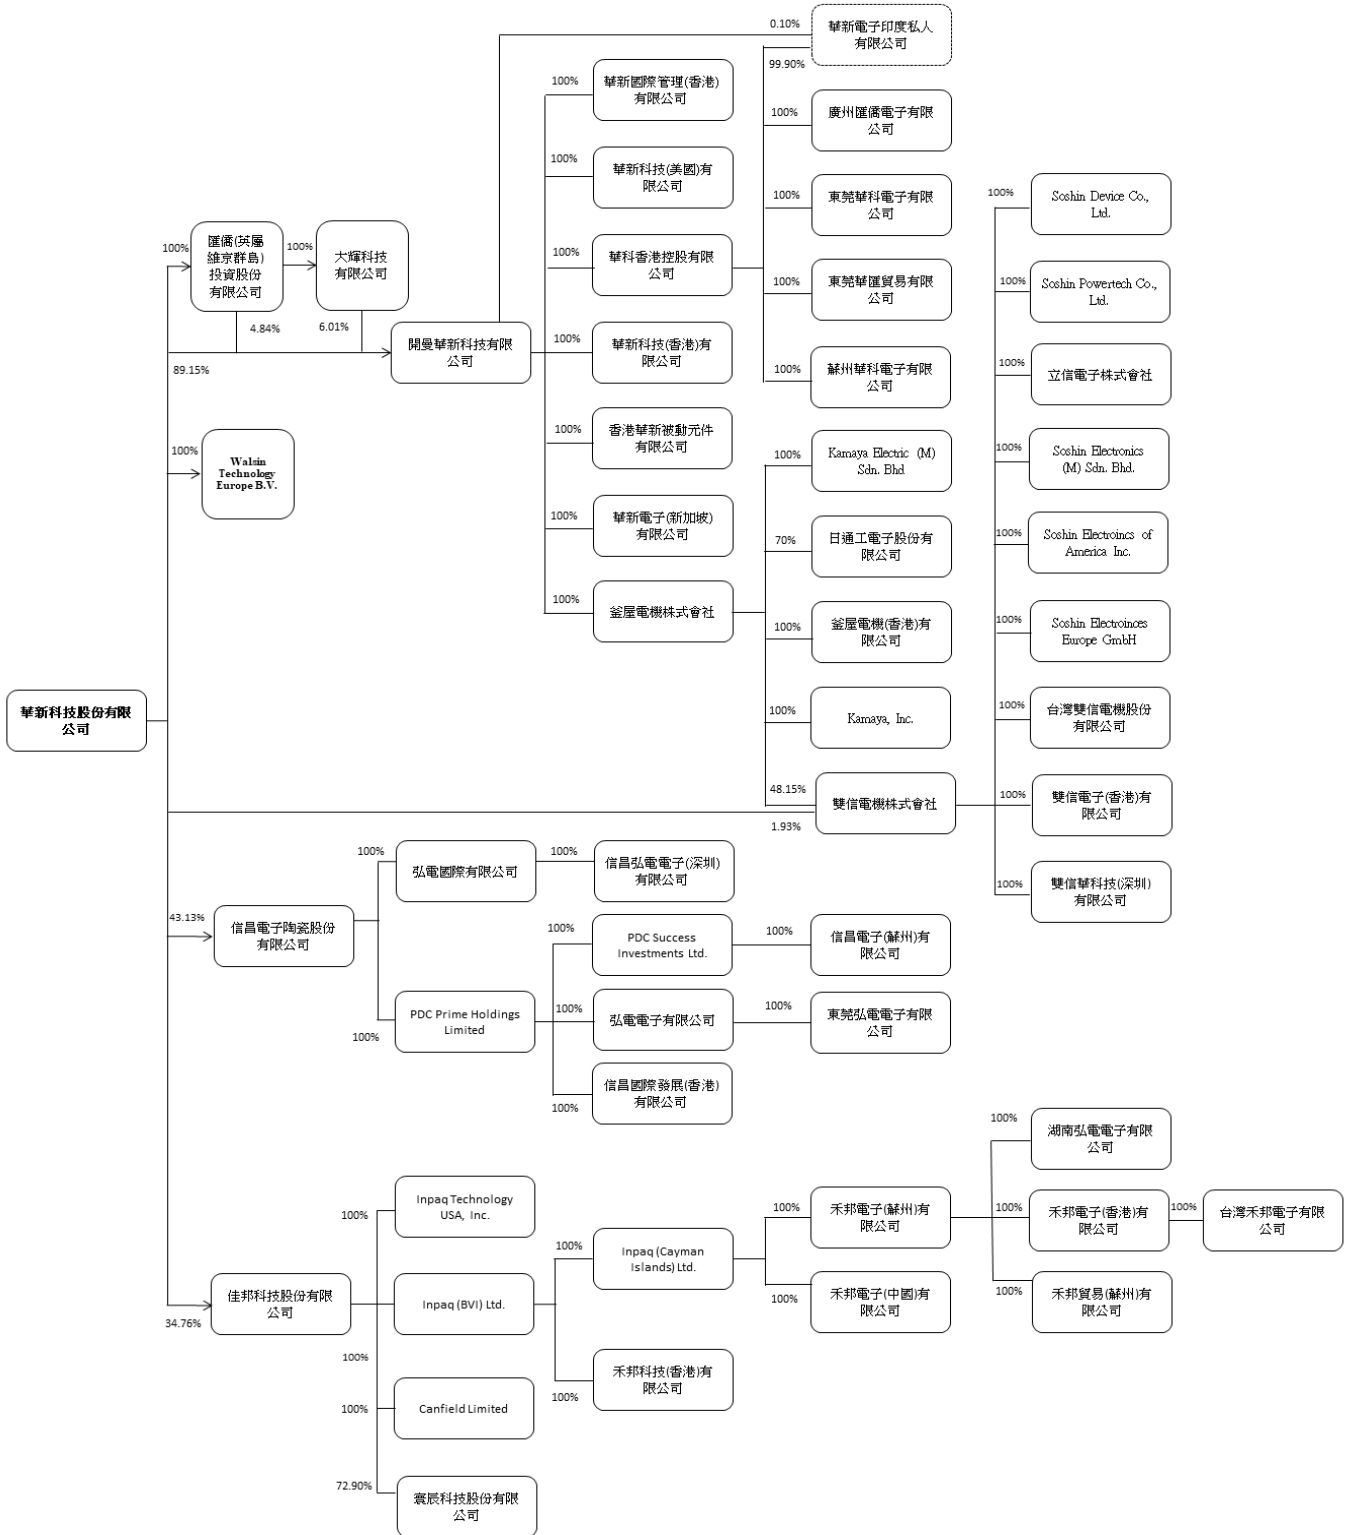 0.10%
華新電子印度私人
有限公司
99.90%
100%
華新國際管理(香港)
有限公司
100%
廣州匯僑電子有限
公司
100%
華新科技(美國)有
限公司
100%
東莞華科電子有限
公司
100%
Soshin Device Co.,
Ltd.
100%
匯僑(英屬
維京群島)
投資股份
有限公司
100%
大輝科技
有限公司
4.84%
6.01%
89.15%
開曼華新科技有限
公司
100%
華科香港控股有限
公司
100%
東莞華匯貿易有限
公司
100%
Soshin Powertech Co.,
Ltd.
100%
華新科技(香港)有
限公司
100%
蘇州華科電子有限
公司
100%
立信電子株式會社
100%
Walsin
Technology
Europe B.V.
100%
香港華新被動元件
有限公司
100%
Kamaya Electric (M)
Sdn. Bhd
100%
Soshin Electronics
(M) Sdn. Bhd.
100%
華新電子(新加坡)
有限公司
70%
日通工電子股份有
限公司
100%
Soshin Electroincs of
America Inc.
100%
釜屋電機株式會社
100%
釜屋電機(香港)有
限公司
100%
Soshin Electroinces
Europe GmbH
華新科技股份有限
公司
100%
Kamaya, Inc.
100%
台灣雙信電機股份
有限公司
48.15%
雙信電機株式會社
1.93%
100%
雙信電子(香港)有
限公司
100%
雙信華科技(深圳)
有限公司
43.13%
信昌電子陶瓷股份
有限公司
100%
弘電國際有限公司
100%
信昌弘電電子(深圳)
有限公司
100%
PDC Prime Holdings
Limited
100%
PDC Success
Investments Ltd.
100%
信昌電子(蘇州)有
限公司
100%
弘電電子有限公司
100%
東莞弘電電子有限
公司
100%
信昌國際發展(香港)
有限公司
34.76%
佳邦科技股份有限
公司
100%
Inpaq Technology
USA, Inc.
100%
Inpaq (BVI) Ltd.
100%
Canfield Limited
72.90%
寰辰科技股份有限
公司
100%
Inpaq (Cayman
Islands) Ltd.
100%
禾邦科技(香港)有
限公司
100%
禾邦電子(蘇州)有
限公司
100%
禾邦電子(中國)有
限公司
100%
湖南弘電電子有限
公司
100%
禾邦電子(香港)有
限公司
100%
台灣禾邦電子有限
公司
100%
禾邦貿易(蘇州)有
限公司